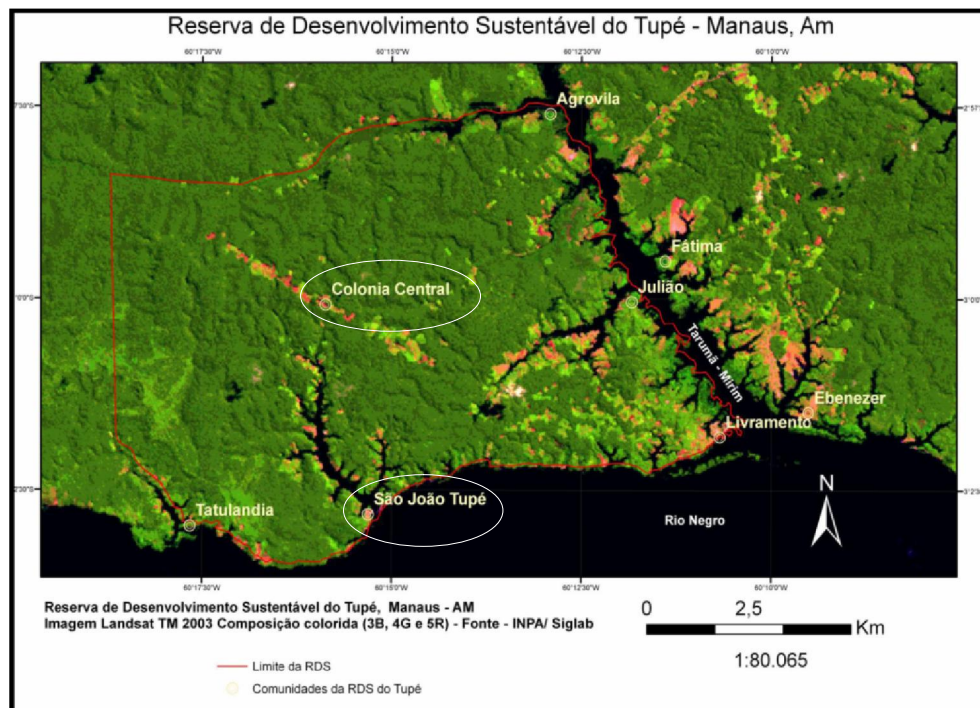 Reserva de Desenvolvimento Sustentável do Tupé - Manaus, Am
60°17'30"W
60°15'0"W
60°12'30"W
60°10'0"W
Agrovila
Fátima
Colonia Central
Julião
Tarumã - Mirim
Ebenezer
Livramento
São João Tupé
Tatulandia
Rio Negro
N
60°17'30"W
60°15'0"W
60°12'30"W
60°10'0"W
Reserva de Desenvolvimento Sustentável do Tupé, Manaus - AM
Imagem Landsat TM 2003 Composição colorida (3B, 4G e 5R) - Fonte - INPA/ Siglab
0 2,5
Km
1:80.065
Limite da RDS
Comunidades da RDS do Tupé